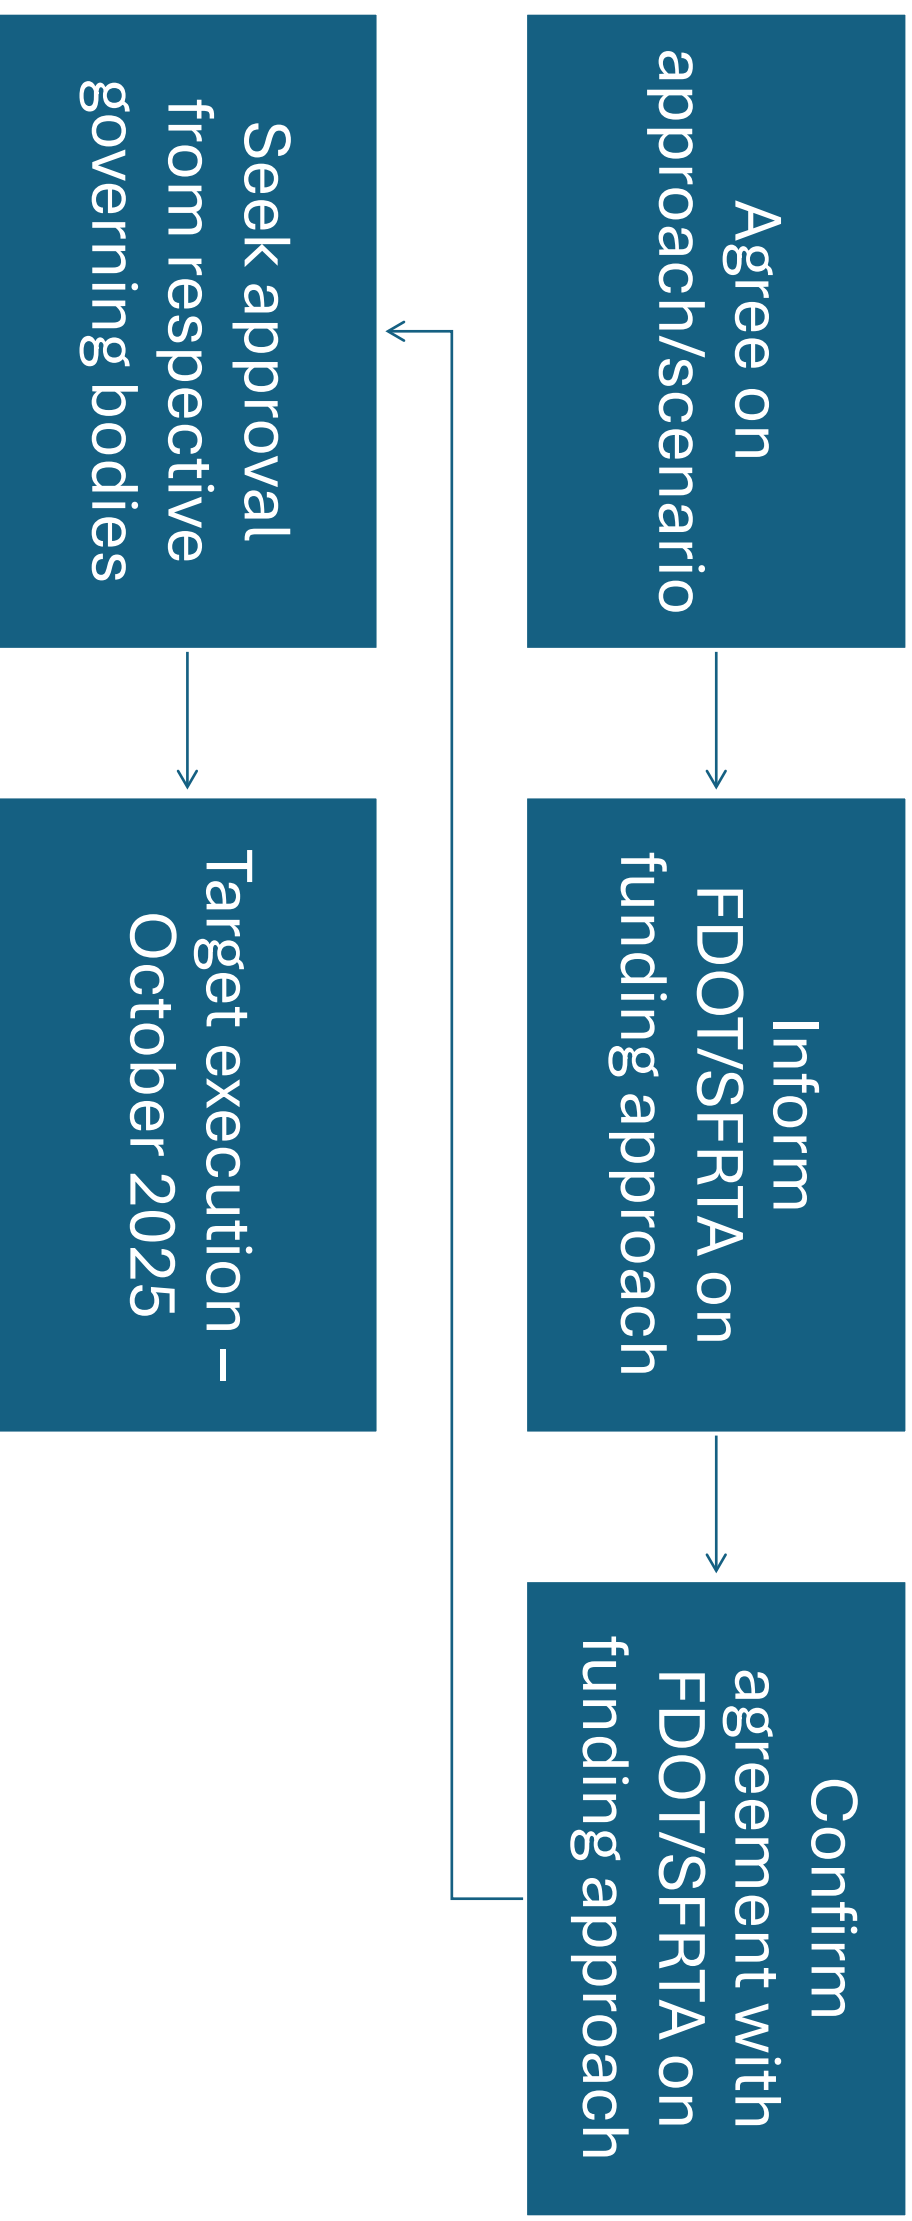 Agree on
approach/scenario
Inform
FDOT/SFRTA on
funding approach
Confirm
agreement with
FDOT/SFRTA on
funding approach
Seek approval
from respective
governing bodies
Target execution –
October 2025